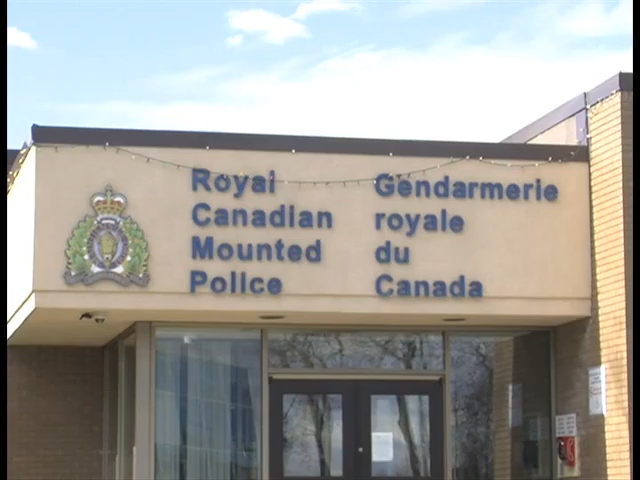 Royal
Canadian
Mounted
Police
Gendarmerie
royale
du
Canada